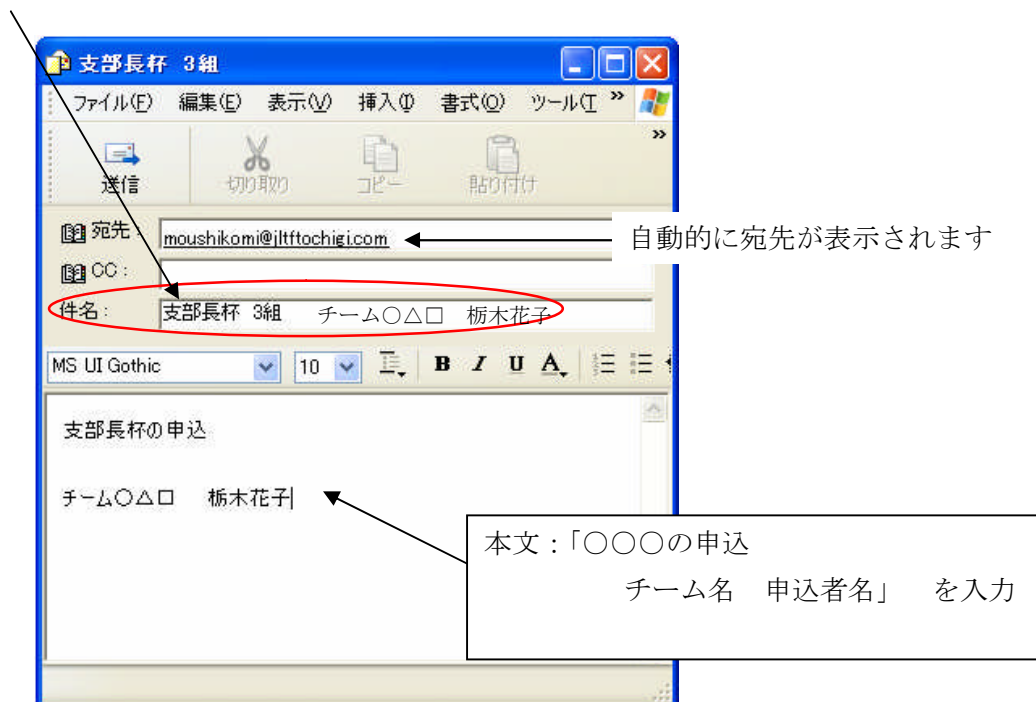 支部長杯 3組
ファイル(F) 編集(E) 表示(V) 挿入(I) 書式(O) ツール(T »
»
送信 切り取り コピー 貼り付け
宛先: moushikomi@jltftochigi.com
自動的に宛先が表示されます
CC:
件名: 支部長杯 3組 チーム○△□ 栃木花子
MS UI Gothic 10 B I U A
支部長杯の申込
チーム○△□ 栃木花子
本文:「○○○の申込
チーム名 申込者名」 を入力